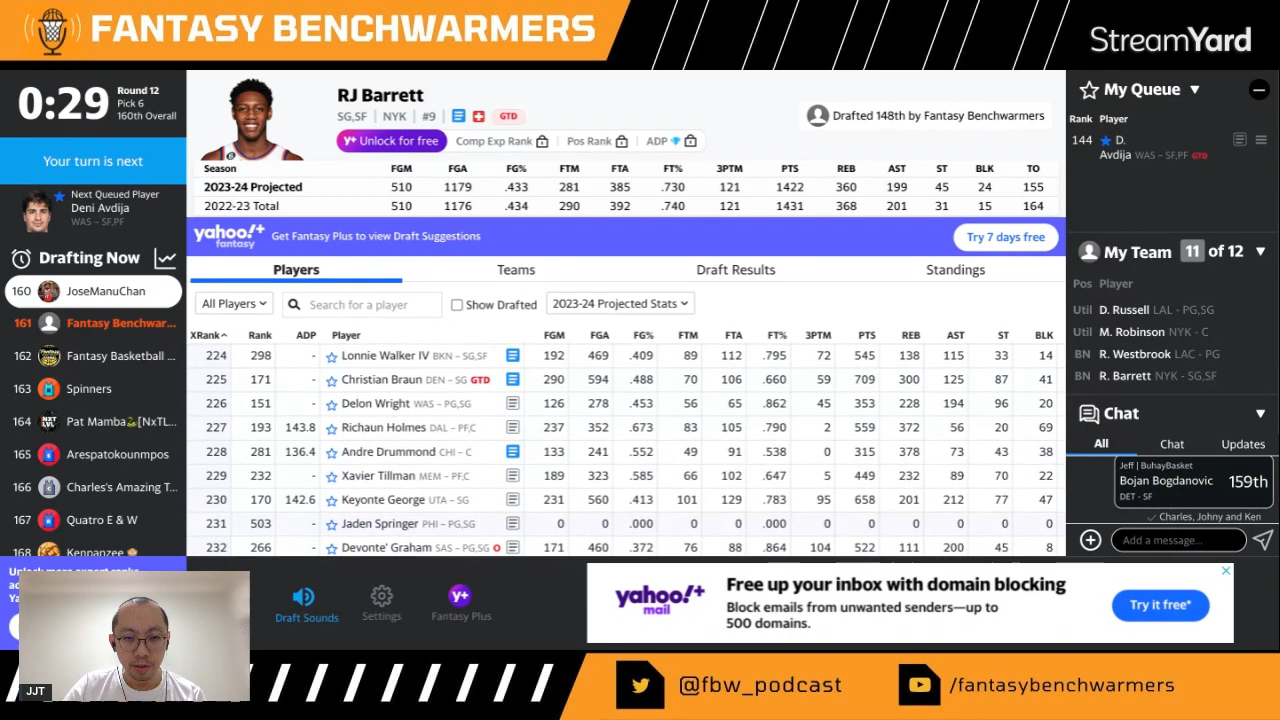 FANTASY BENCHWARMERS
StreamYard
0:29
Round 12
Pick 6
160th Overall
Your turn is next
Next Queued Player
Deni Avdija
WAS – SF,PF
Drafting Now
160 JoseManuChan
161 Fantasy Benchwar...
162 Fantasy Basketball ...
163 Spinners
164 Pat Mamba [NxTL...
165 Arespatokounmpos
166 Charles's Amazing T...
167 Quatro E & W
168 Kennanzee
RJ Barrett
SG,SF NYK #9 GTD
Y+ Unlock for free Comp Exp Rank Pos Rank ADP
Drafted 148th by Fantasy Benchwarmers
Season FGM FGA FG% FTM FTA FT% 3PTM PTS REB AST ST BLK TO
2023-24 Projected 510 1179 .433 281 385 .730 121 1422 360 199 45 24 155
2022-23 Total 510 1176 .434 290 392 .740 121 1431 368 201 31 15 164
yahoo!+ fantasy Get Fantasy Plus to view Draft Suggestions Try 7 days free
Players Teams Draft Results Standings
All Players Search for a player Show Drafted 2023-24 Projected Stats
XRank Rank ADP Player FGM FGA FG% FTM FTA FT% 3PTM PTS REB AST ST BLK
224 298 - Lonnie Walker IV BKN – SG,SF 192 469 .409 89 112 .795 72 545 138 115 33 14
225 171 - Christian Braun DEN – SG GTD 290 594 .488 70 106 .660 59 709 300 125 87 41
226 151 - Delon Wright WAS – PG,SG 126 278 .453 56 65 .862 45 353 228 194 96 20
227 193 143.8 Richaun Holmes DAL – PF,C 237 352 .673 83 105 .790 2 559 372 56 20 69
228 281 136.4 Andre Drummond CHI – C 133 241 .552 49 91 .538 0 315 378 73 43 38
229 232 - Xavier Tillman MEM – PF,C 189 323 .585 66 102 .647 5 449 232 89 70 22
230 170 142.6 Keyonte George UTA – SG 231 560 .413 101 129 .783 95 658 201 212 77 47
231 503 - Jaden Springer PHI – PG,SG 0 0 .000 0 0 .000 0 0 0 0 0 0
232 266 - Devonte' Graham SAS – PG,SG O 171 460 .372 76 88 .864 104 522 111 200 45 8
My Queue
Rank Player
144 D. Avdija WAS – SF,PF GTD
My Team 11 of 12
Pos Player
Util D. Russell LAL - PG,SG
Util M. Robinson NYK - C
BN R. Westbrook LAC - PG
BN R. Barrett NYK - SG,SF
Chat
All Chat Updates
Jeff | BuhayBasket
Bojan Bogdanovic 159th
DET - SF
Charles, Johny and Ken
Add a message...
Draft Sounds
Settings
Y+
Fantasy Plus
yahoo!+ mail
Free up your inbox with domain blocking
Block emails from unwanted senders—up to
500 domains.
Try it free*
JJT
@fbw_podcast
/fantasybenchwarmers